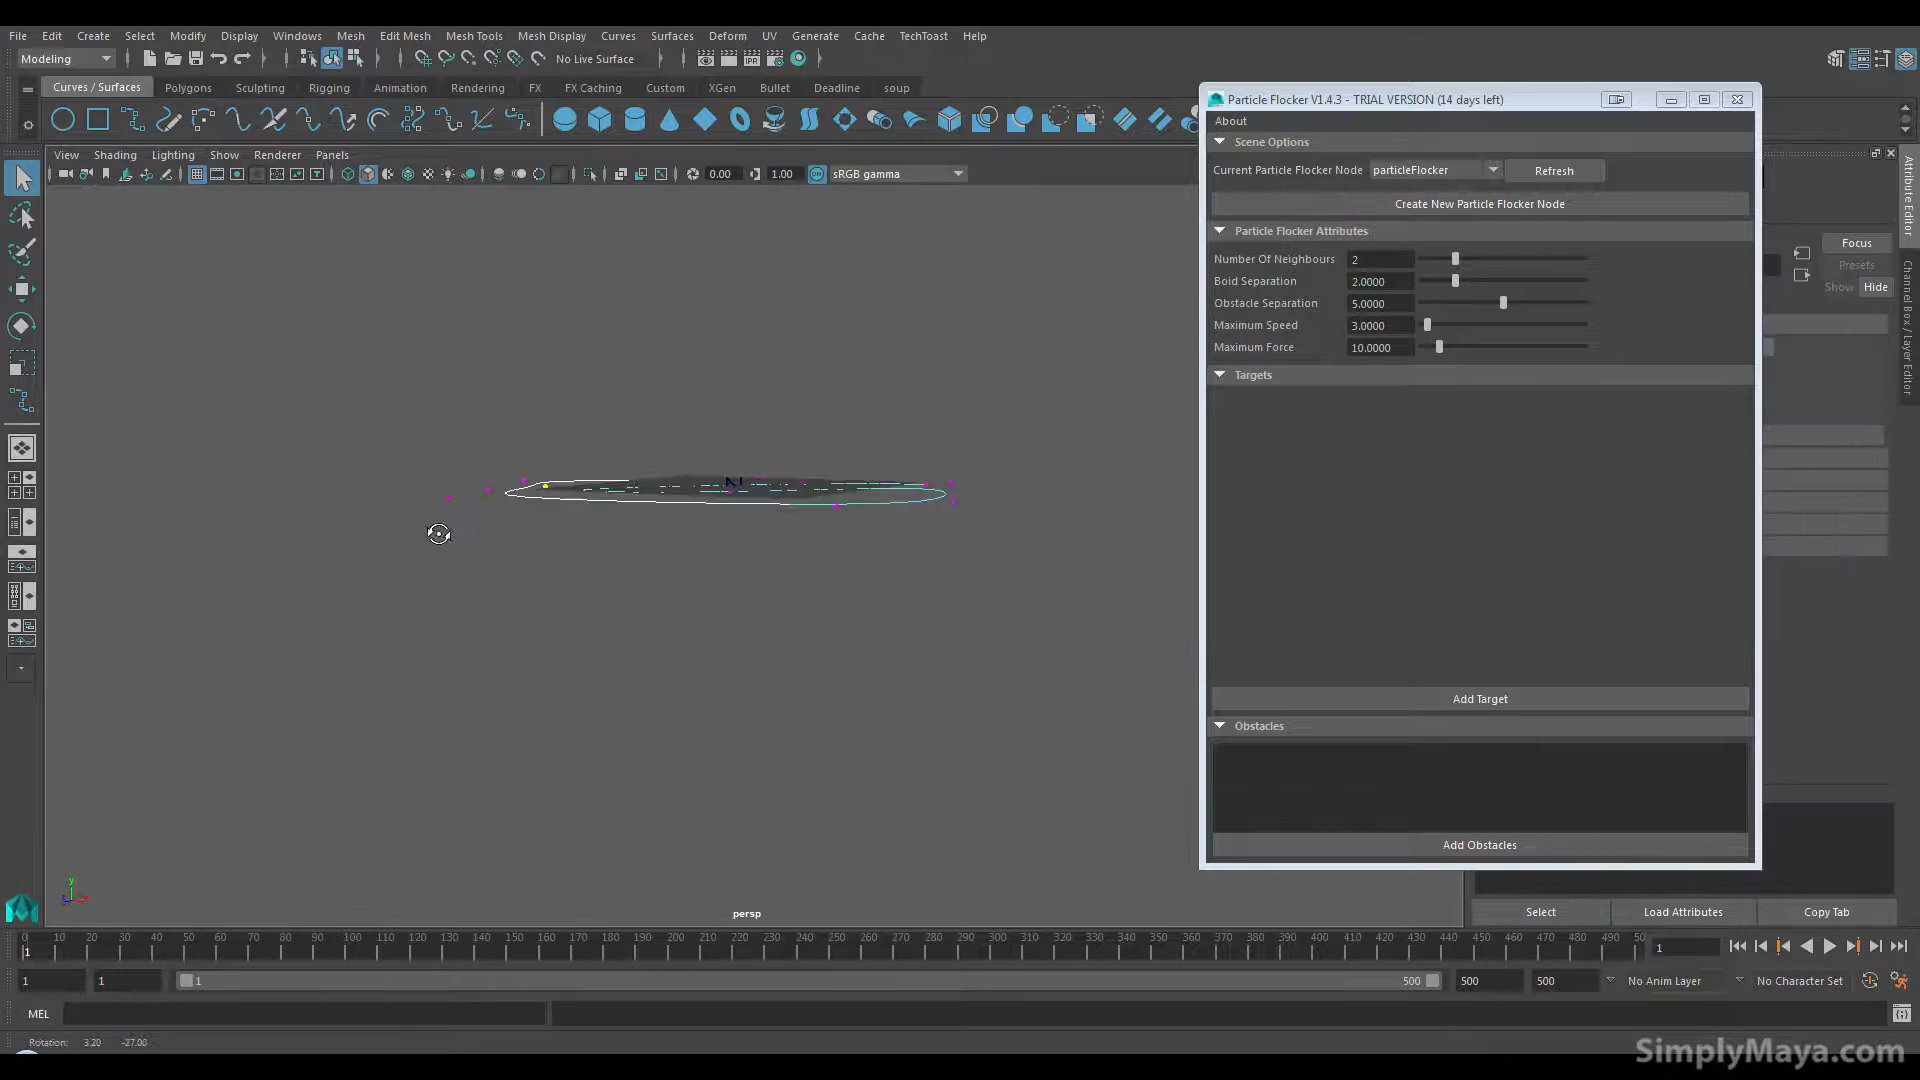 File Edit Create Select Modify Display Windows Mesh Edit Mesh Mesh Tools Mesh Display Curves Surfaces Deform UV Generate Cache TechToast Help
Modeling No Live Surface
Curves / Surfaces Polygons Sculpting Rigging Animation Rendering FX FX Caching Custom XGen Bullet Deadline soup
View Shading Lighting Show Renderer Panels
0.00 1.00 sRGB gamma
Particle Flocker V1.4.3 - TRIAL VERSION (14 days left)
About
Scene Options
Current Particle Flocker Node particleFlocker Refresh
Create New Particle Flocker Node
Particle Flocker Attributes
Number Of Neighbours 2
Boid Separation 2.0000
Obstacle Separation 5.0000
Maximum Speed 3.0000
Maximum Force 10.0000
Targets
Add Target
Obstacles
Add Obstacles
Focus
Presets
Show Hide
Attribute Editor
Channel Box / Layer Editor
y
persp
Select Load Attributes Copy Tab
0 10 20 30 40 50 60 70 80 90 100 110 120 130 140 150 160 170 180 190 200 210 220 230 240 250 260 270 280 290 300 310 320 330 340 350 360 370 380 390 400 410 420 430 440 450 460 470 480 490 50
1 1
1 1 1 500 500 500 No Anim Layer No Character Set
MEL
Rotation: 3.20 -27.00
SimplyMaya.com